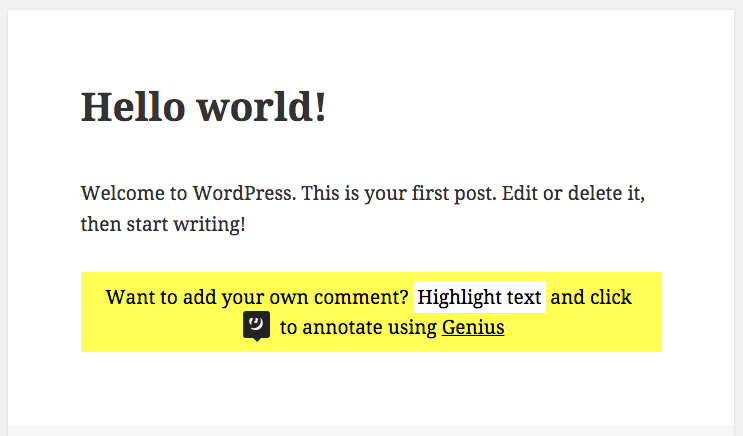 Hello world!
Welcome to WordPress. This is your first post. Edit or delete it,
then start writing!
Want to add your own comment? Highlight text and click
to annotate using Genius